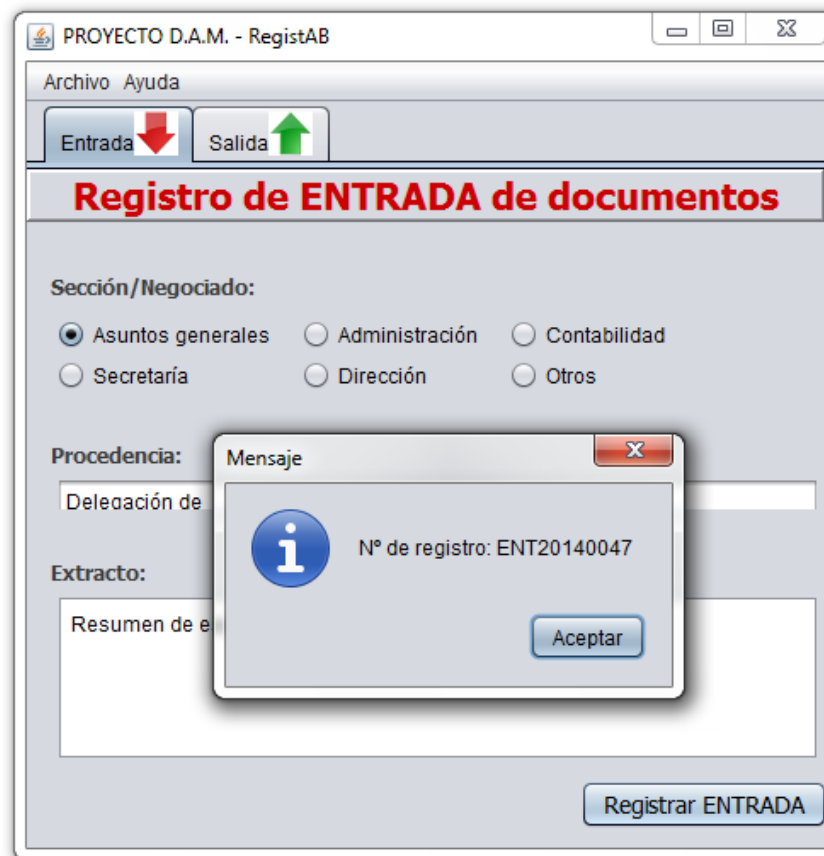 PROYECTO D.A.M. - RegistAB
Archivo Ayuda
Entrada Salida
Registro de ENTRADA de documentos
Sección/Negociado:
Asuntos generales Administración Contabilidad
Secretaría Dirección Otros
Procedencia:
Mensaje
Delegación de
Nº de registro: ENT20140047
Extracto:
Resumen de
Aceptar
Registrar ENTRADA